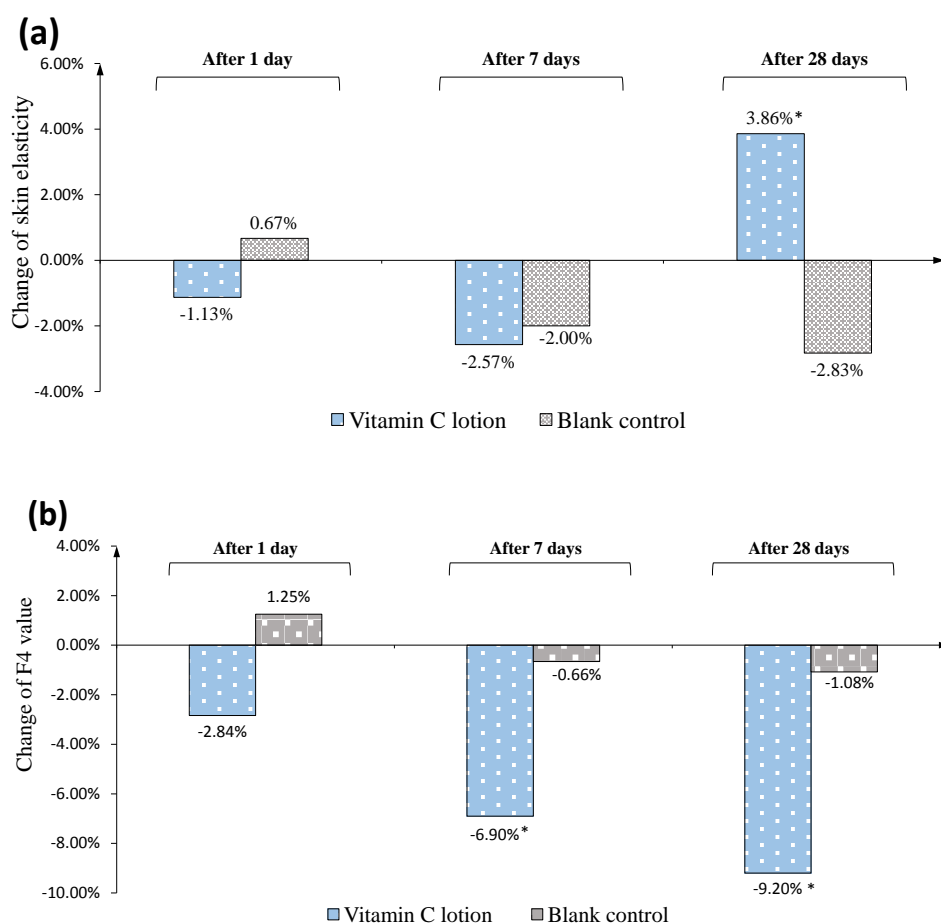 (a)
6.00%
4.00%
2.00%
0.00%
-2.00%
-4.00%
Change of skin elasticity
After 1 day
After 7 days
After 28 days
-1.13%
0.67%
-2.57%
-2.00%
3.86%*
-2.83%
Vitamin C lotion
Blank control
(b)
4.00%
2.00%
0.00%
-2.00%
-4.00%
-6.00%
-8.00%
-10.00%
Change of F4 value
After 1 day
After 7 days
After 28 days
-2.84%
1.25%
-6.90%*
-0.66%
-9.20% *
-1.08%
Vitamin C lotion
Blank control